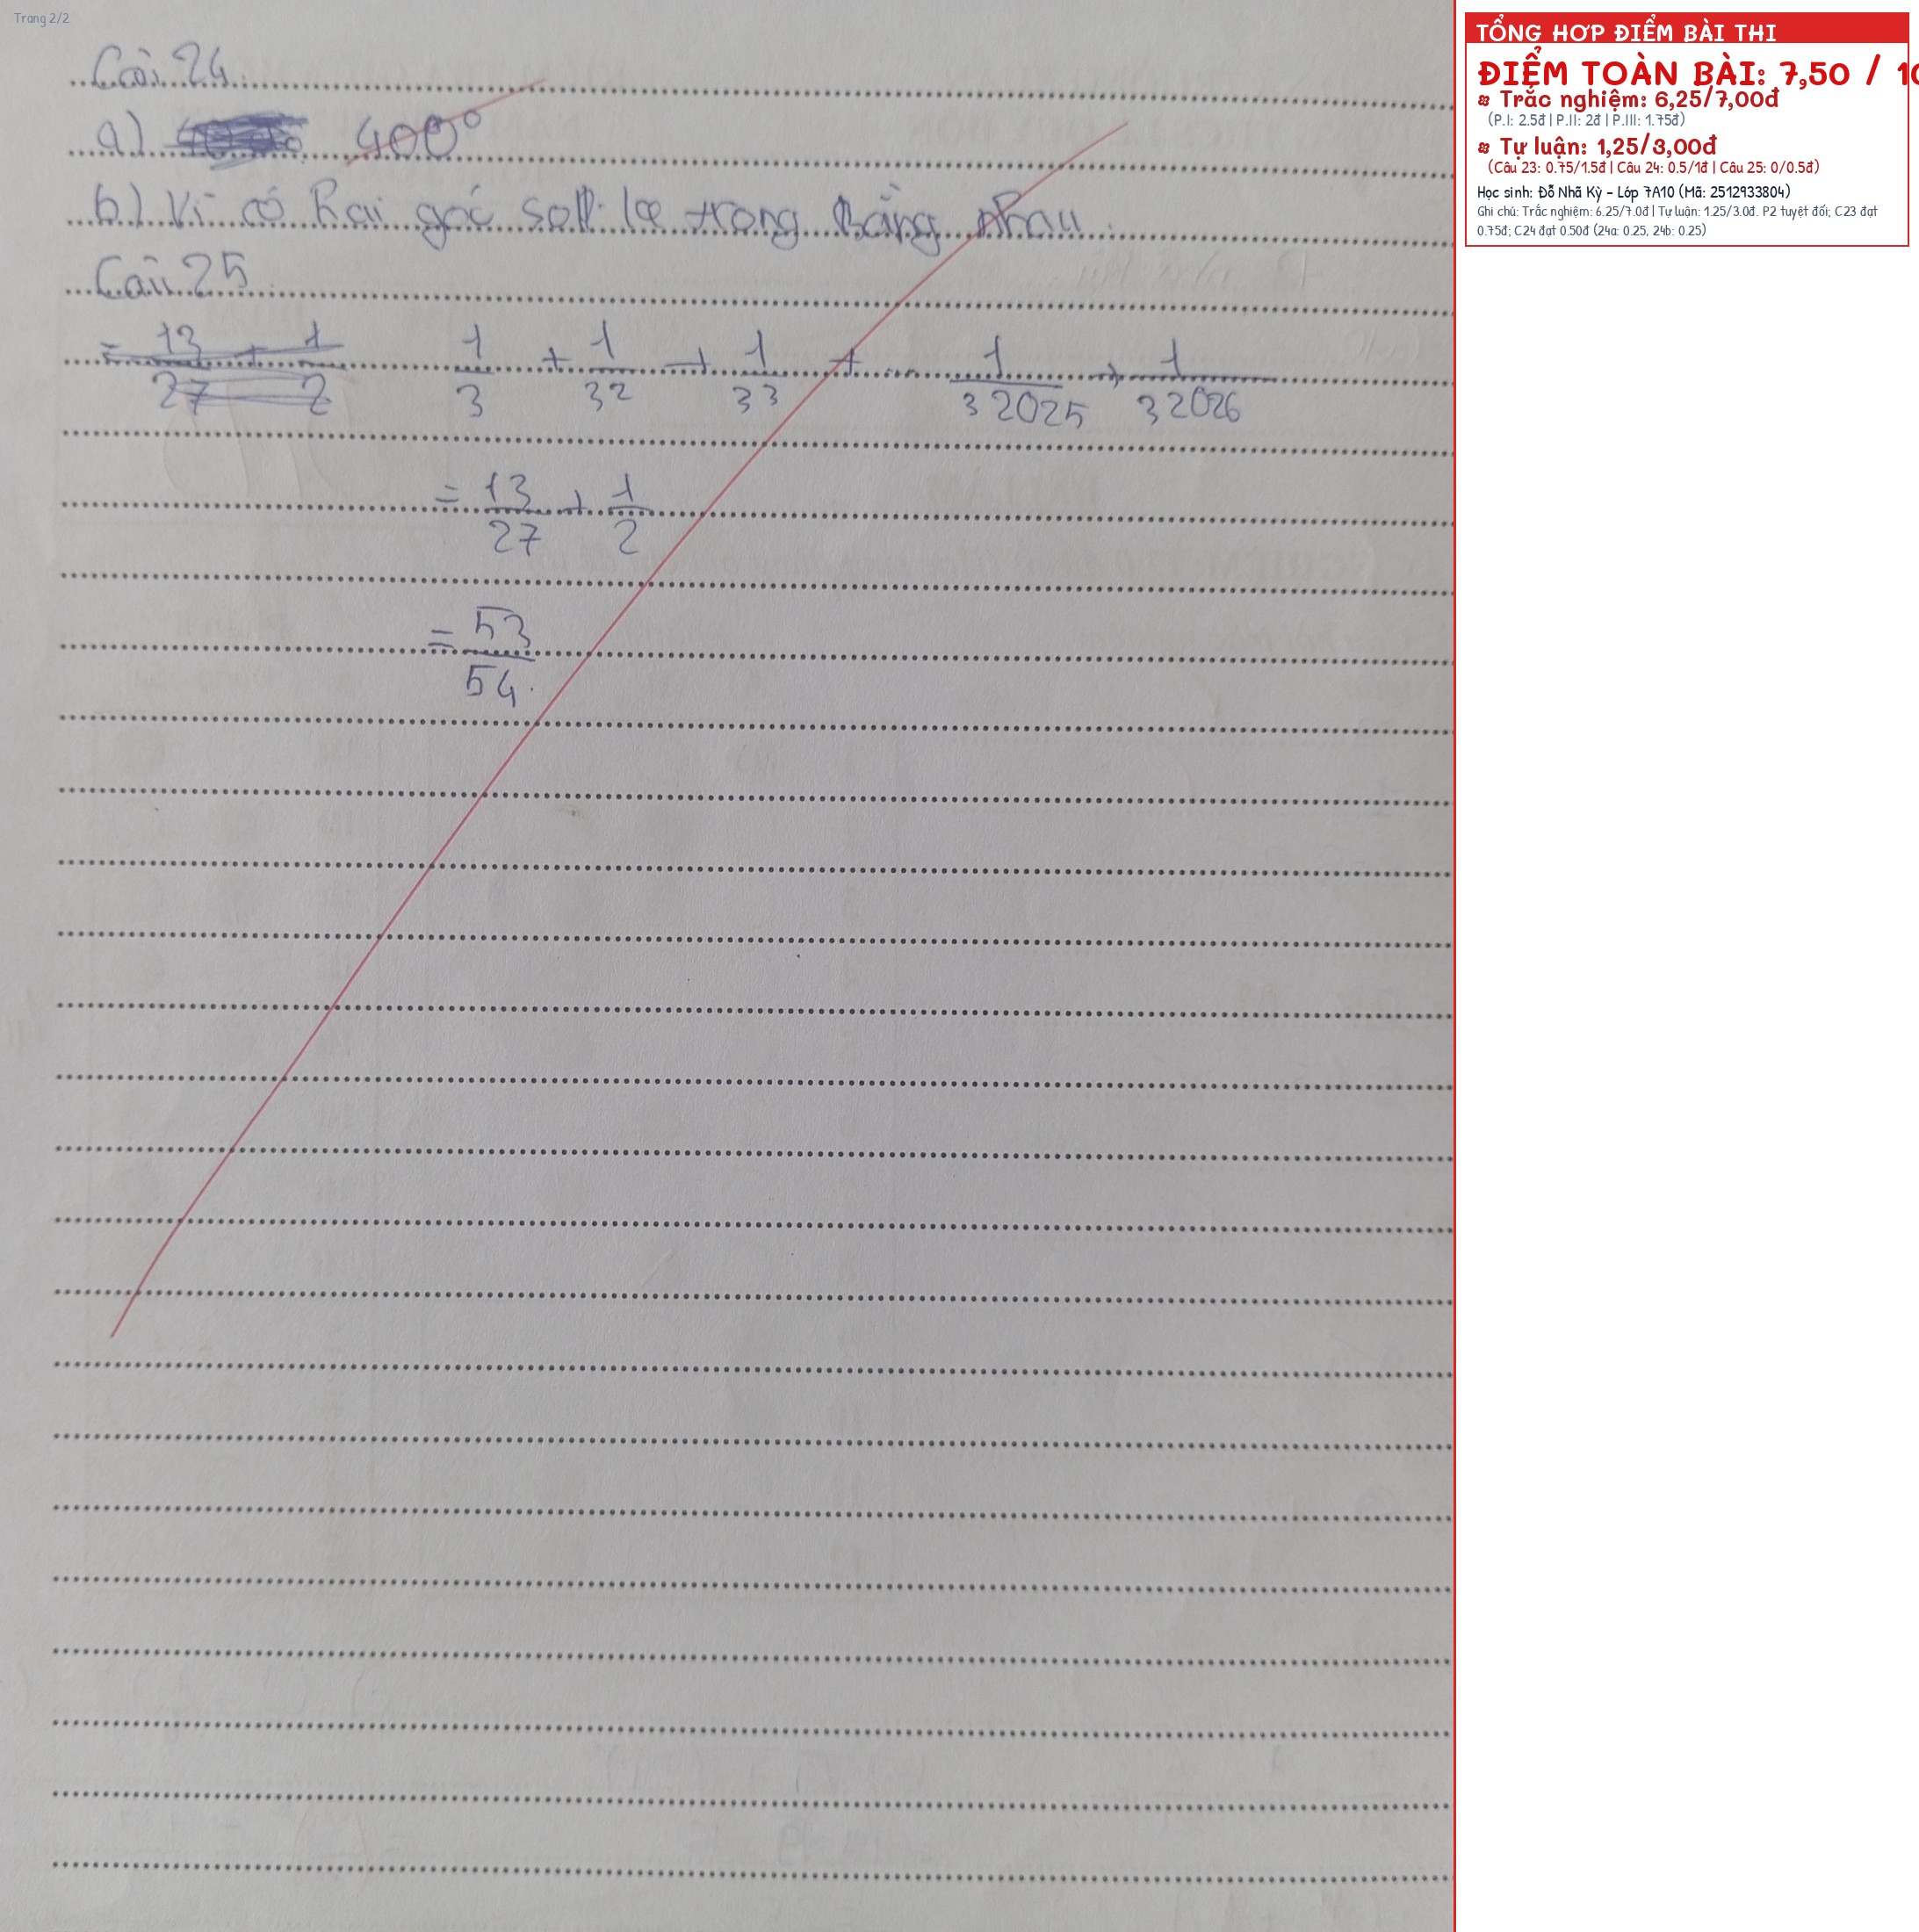 Trang 2/2
Câu 24
a) 400°
b) Vì có hai góc soll le trong bằng nhau
Câu 25
= 13/27 + 1/2 1/3 + 1/32 + 1/33 + ... 1/32025 + 1/32026
= 13/27 + 1/2
= 53/54.
TỔNG HỢP ĐIỂM BÀI THI
ĐIỂM TOÀN BÀI: 7,50 / 10
Trắc nghiệm: 6,25/7,00đ
(P.I: 2.5đ | P.II: 2đ | P.III: 1.75đ)
Tự luận: 1,25/3,00đ
(Câu 23: 0.75/1.5đ | Câu 24: 0.5/1đ | Câu 25: 0/0.5đ)
Học sinh: Đỗ Nhã Kỳ - Lớp 7A10 (Mã: 2512933804)
Ghi chú: Trắc nghiệm: 6.25/7.0đ | Tự luận: 1.25/3.0đ. P2 tuyệt đối; C23 đạt
0.75đ; C24 đạt 0.50đ (24a: 0.25, 24b: 0.25)